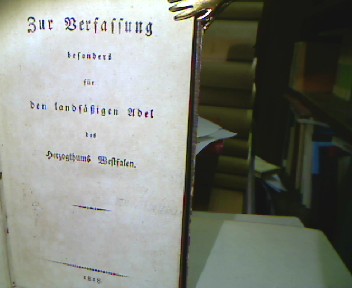 Zur Verfassung
besonders
für
den landsäßigen Adel
des
Herzogthums Westfalen.